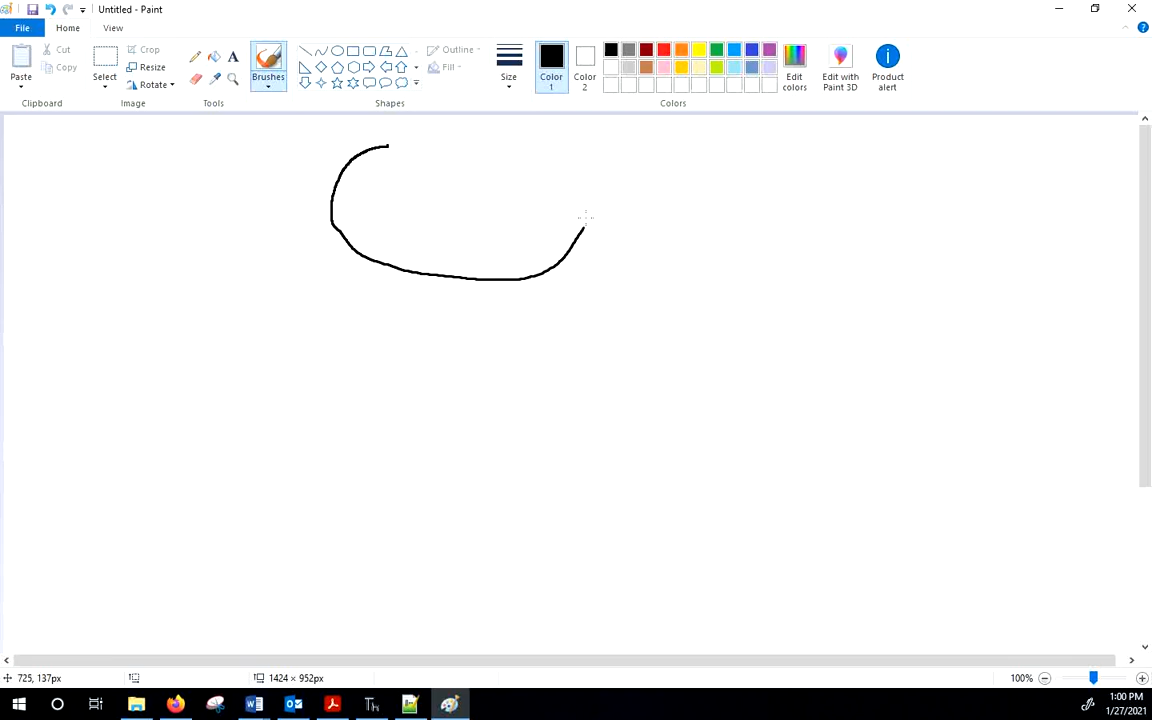 Untitled - Paint
File Home View
Paste Cut Copy Select Crop Resize Rotate Brushes Outline Fill Size Color 1 Color 2 Edit colors Edit with Paint 3D Product alert
Clipboard Image Tools Shapes Colors
725, 137px 1424 × 952px 100%
1:00 PM
1/27/2021